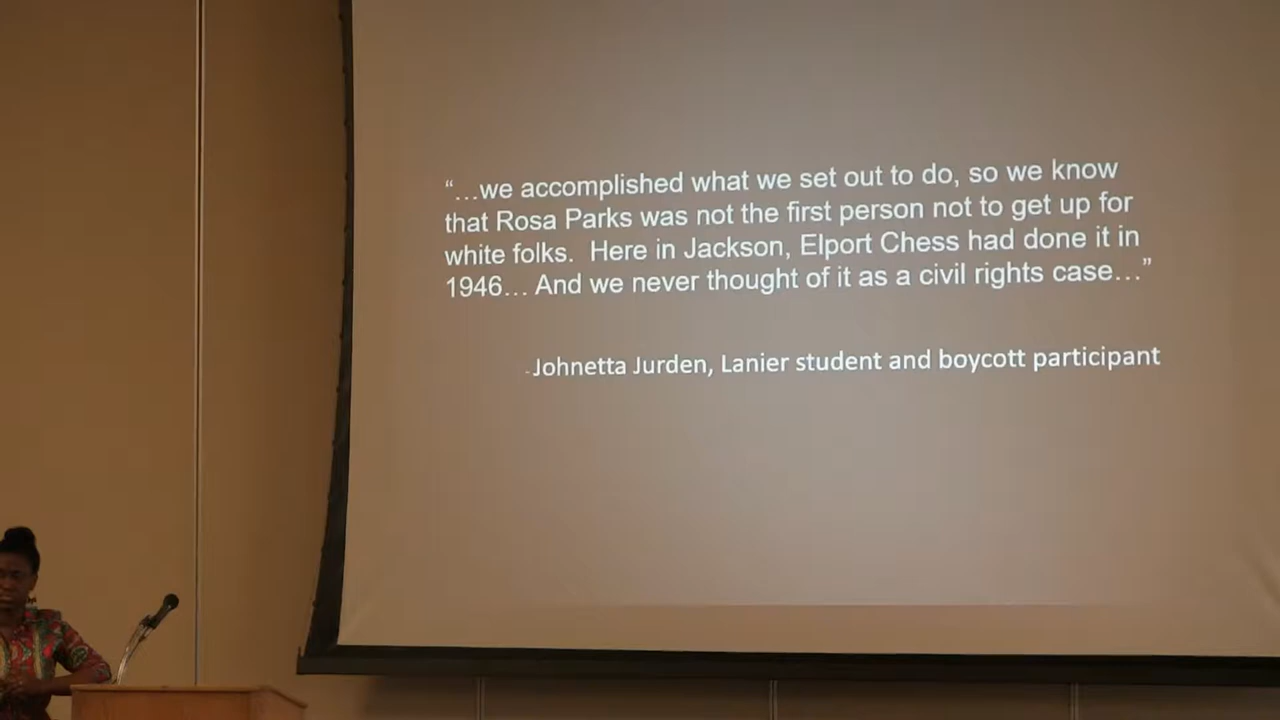 “…we accomplished what we set out to do, so we know
that Rosa Parks was not the first person not to get up for
white folks.  Here in Jackson, Elport Chess had done it in
1946… And we never thought of it as a civil rights case…”
- Johnetta Jurden, Lanier student and boycott participant